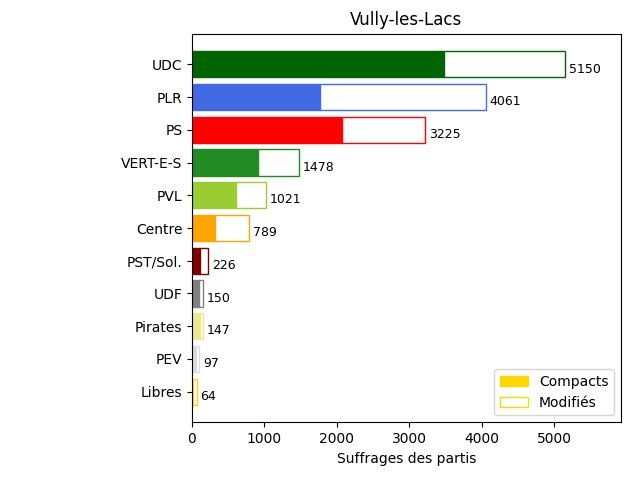 Vully-les-Lacs
UDC 5150
PLR 4061
PS 3225
VERT-E-S 1478
PVL 1021
Centre 789
PST/Sol. 226
UDF 150
Pirates 147
PEV 97
Libres 64
Compacts
Modifiés
0 1000 2000 3000 4000 5000
Suffrages des partis